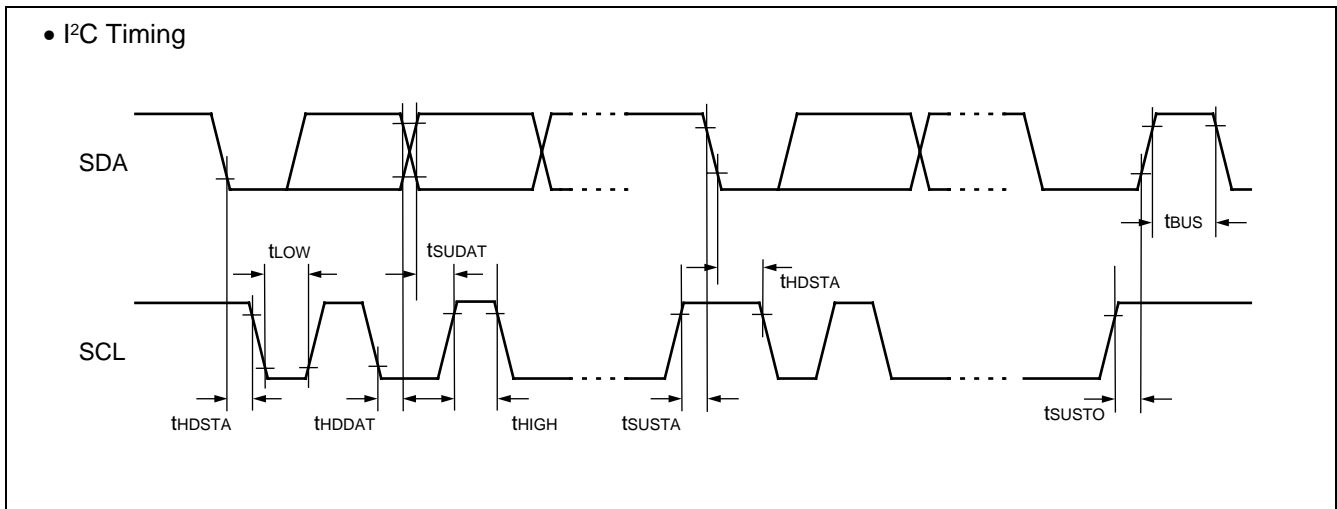 • I²C Timing
SDA
tBUS
tLOW
tSUDAT
tHDSTA
SCL
tHDSTA
tHDDAT
tHIGH
tSUSTA
tSUSTO